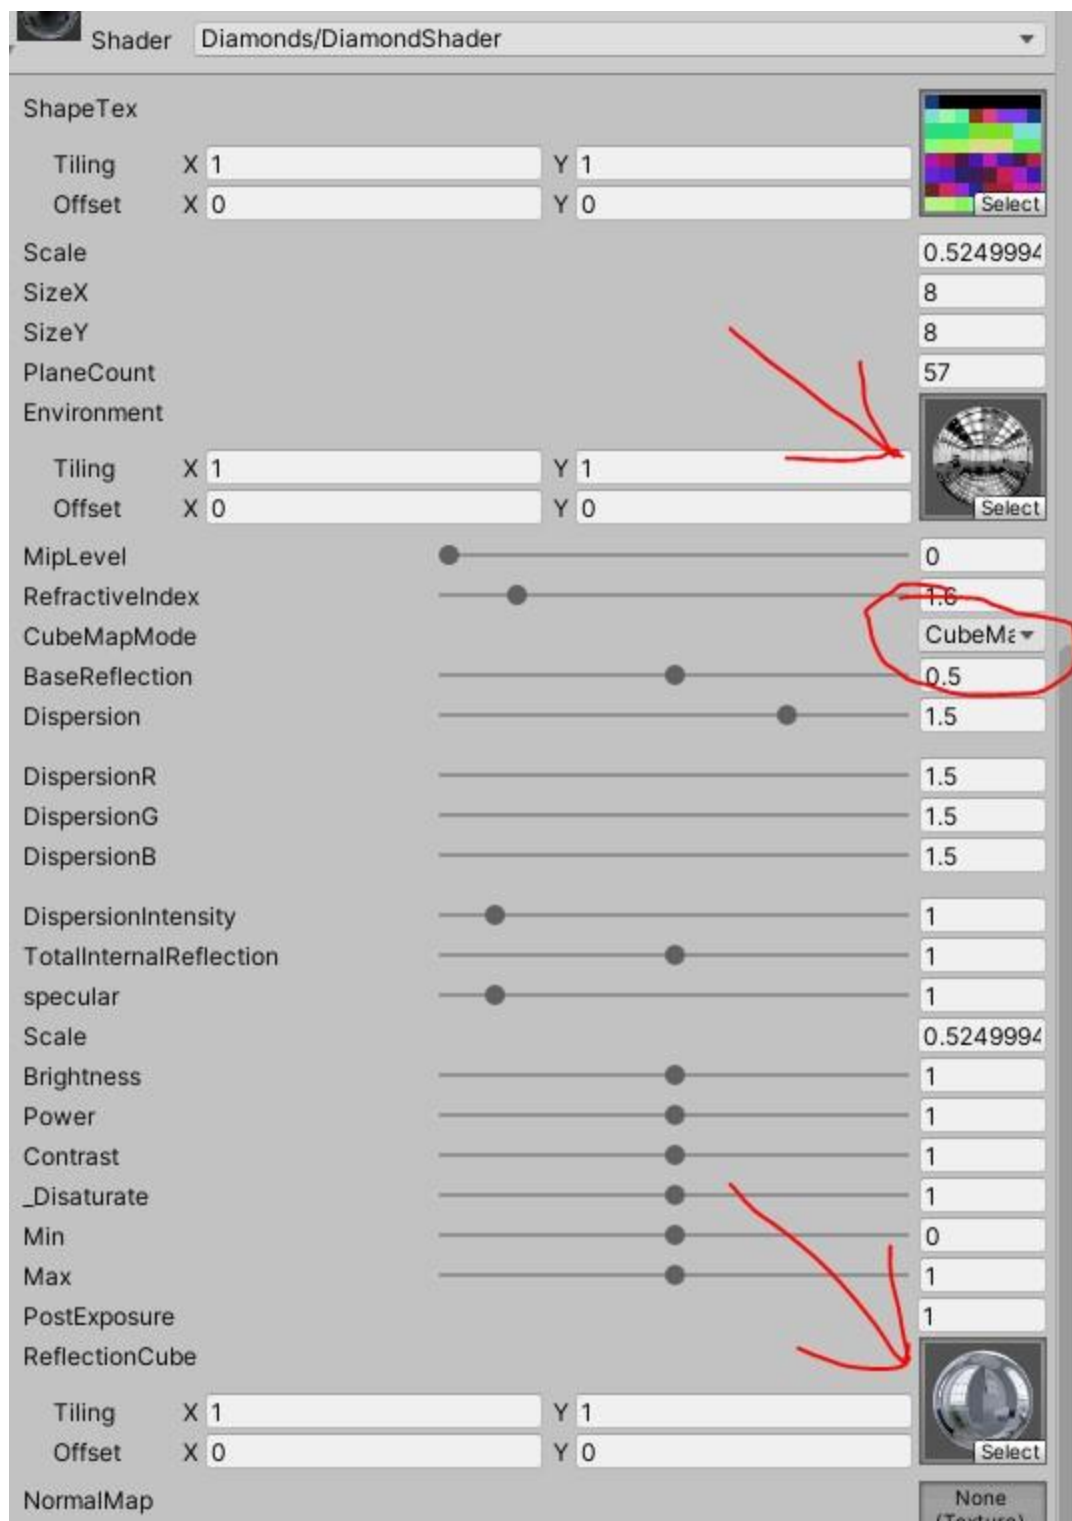 Shader Diamonds/DiamondShader
ShapeTex
Tiling X 1 Y 1
Offset X 0 Y 0
Select
Scale 0.5249994
SizeX 8
SizeY 8
PlaneCount 57
Environment
Tiling X 1 Y 1
Offset X 0 Y 0
Select
MipLevel 0
RefractiveIndex 1.6
CubeMapMode CubeMa
BaseReflection 0.5
Dispersion 1.5
DispersionR 1.5
DispersionG 1.5
DispersionB 1.5
DispersionIntensity 1
TotalInternalReflection 1
specular 1
Scale 0.5249994
Brightness 1
Power 1
Contrast 1
_Disaturate 1
Min 0
Max 1
PostExposure 1
ReflectionCube
Tiling X 1 Y 1
Offset X 0 Y 0
Select
NormalMap None
(Texture)